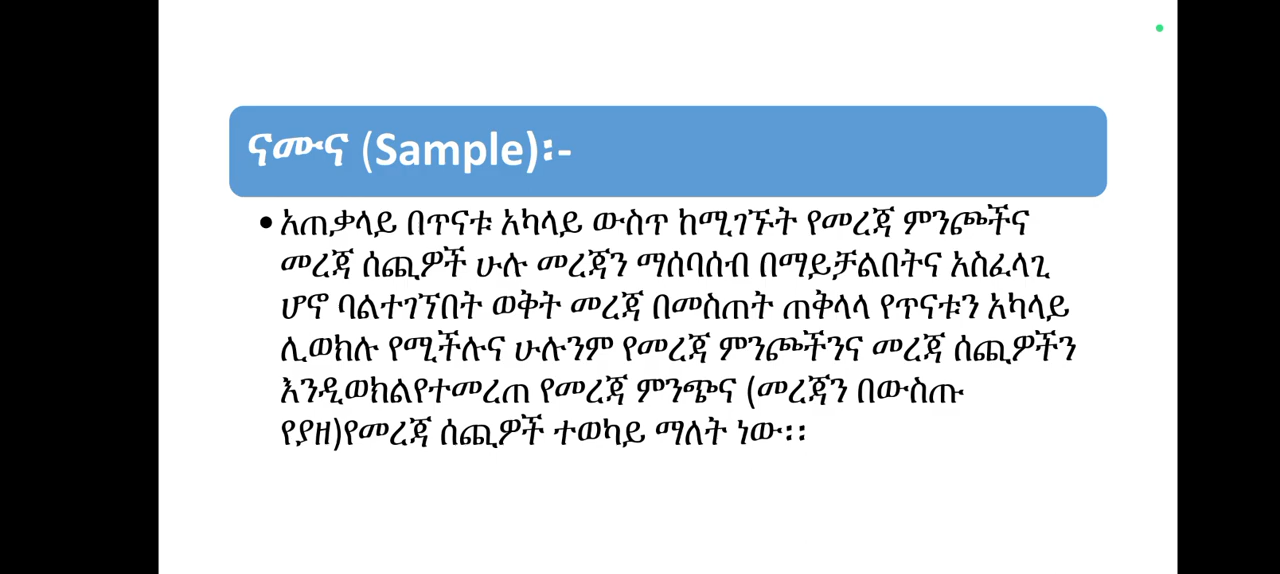 ናሙና (Sample)፡-
• አጠቃላይ በጥናቱ አካላይ ውስጥ ከሚገኙት የመረጃ ምንጮችና
መረጃ ሰጪዎች ሁሉ መረጃን ማሰባሰብ በማይቻልበትና አስፈላጊ
ሆኖ ባልተገኘበት ወቅት መረጃ በመስጠት ጠቅላላ የጥናቱን አካላይ
ሊወክሉ የሚችሉና ሁሉንም የመረጃ ምንጮችንና መረጃ ሰጪዎችን
እንዲወክልየተመረጠ የመረጃ ምንጭና (መረጃን በውስጡ
የያዘ)የመረጃ ሰጪዎች ተወካይ ማለት ነው፡፡